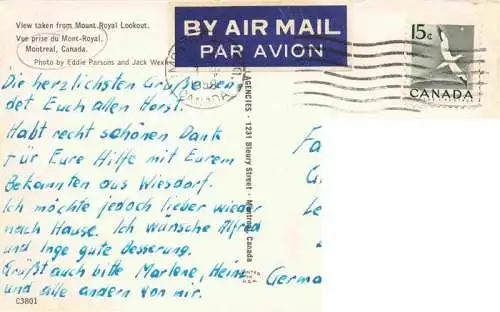 View taken from Mount Royal Lookout.
Vue prise du Mont-Royal,
Montreal, Canada.
Photo by Eddie Parsons and Jack
BY AIR MAIL
PAR AVION
15c
CANADA
CANADA
Die herzlichsten Grüße sen
det Euch allen Horst.
Habt recht schönen Dank
für Eure Hilfe mit Eurem
Bekannten aus Wiesdorf.
Ich möchte jedoch lieber wieder
nach Hause. Ich wünsche Alfred
und Inge gute Besserung.
Grüßt auch bitte Marlene, Heinz
und alle andern von mir.
AGENCIES - 1231 Bleury Street - Montreal, Canada
Germa
C3801